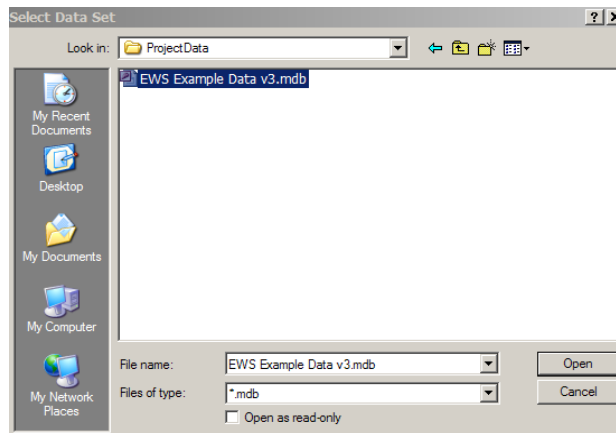 Select Data Set
Look in:
ProjectData
EWS Example Data v3.mdb
My Recent
Documents
Desktop
My Documents
My Computer
My Network
Places
File name:
EWS Example Data v3.mdb
Open
Files of type:
*.mdb
Cancel
Open as read-only